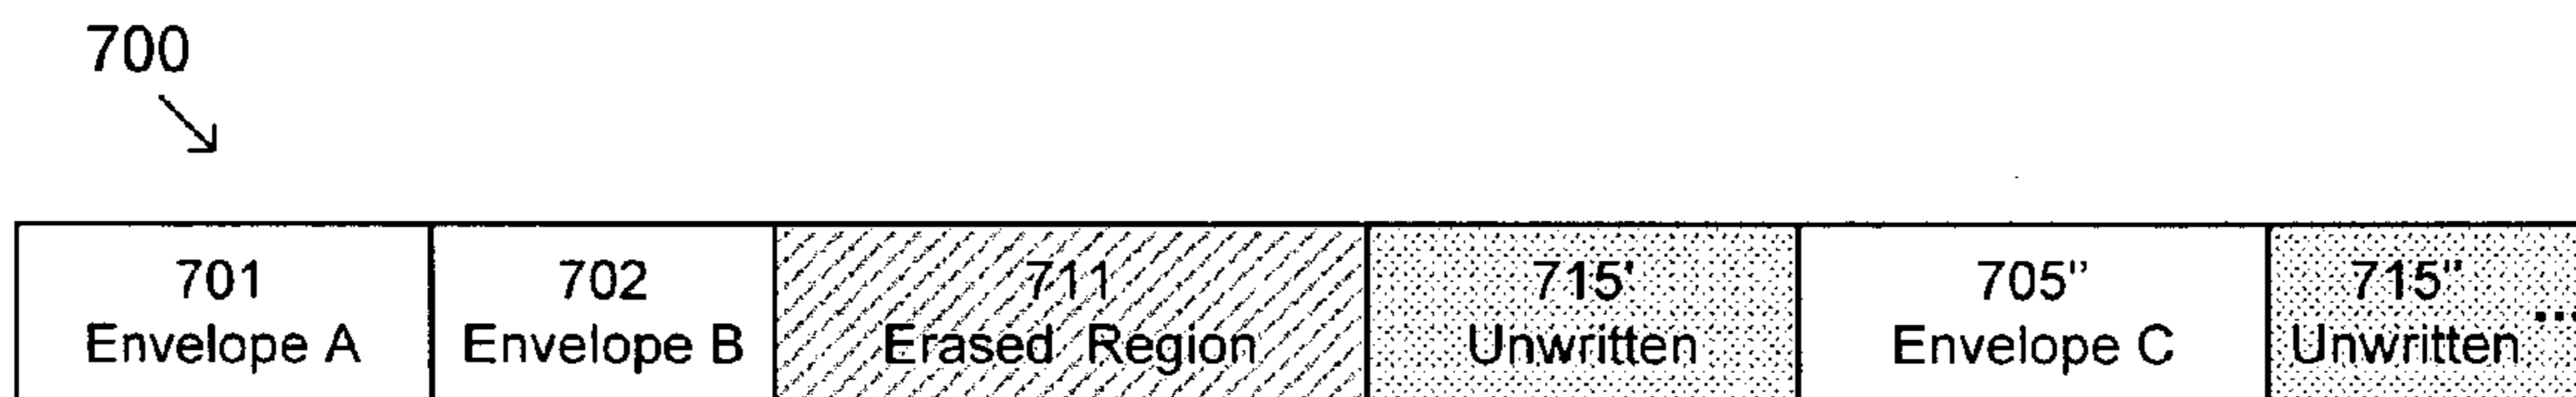 700
701 702 711 715' 705" 715"
Envelope A Envelope B Erased Region Unwritten Envelope C Unwritten ...